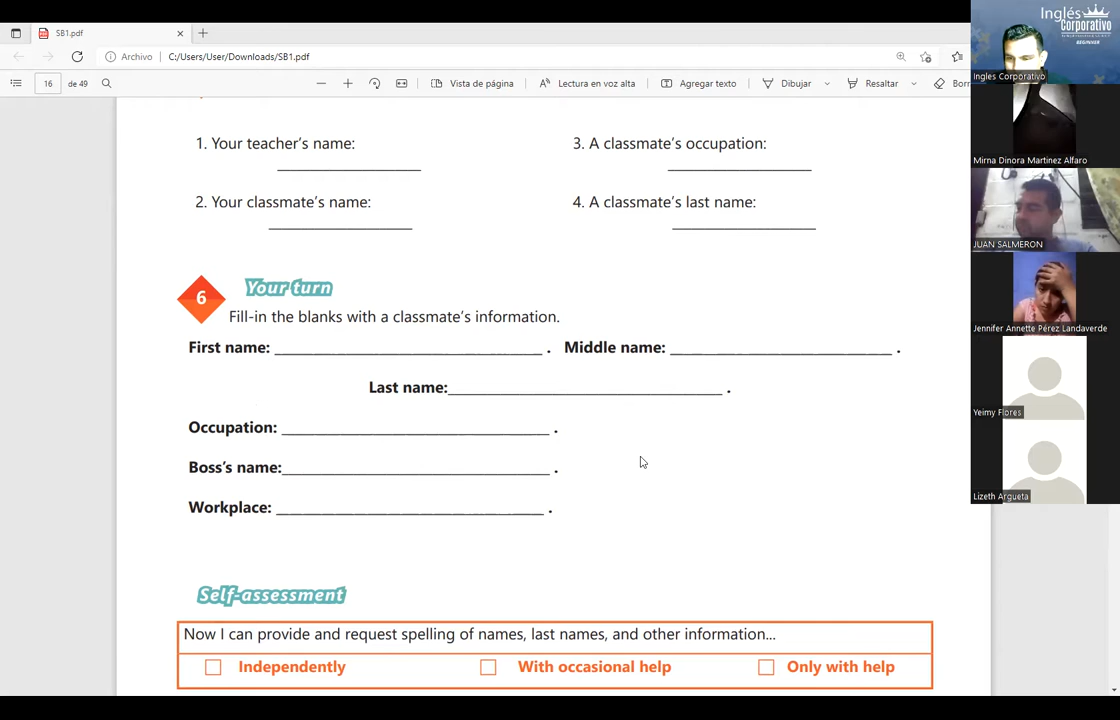 SB1.pdf
Archivo
C:/Users/User/Downloads/SB1.pdf
16
de 49
Vista de página
Lectura en voz alta
Agregar texto
Dibujar
Resaltar
Borr
1. Your teacher's name:
3. A classmate's occupation:
2. Your classmate's name:
4. A classmate's last name:
6
Your turn
Fill-in the blanks with a classmate's information.
First name: . Middle name: .
Last name: .
Occupation: .
Boss's name: .
Workplace: .
Self-assessment
Now I can provide and request spelling of names, last names, and other information...
Independently
With occasional help
Only with help
Inglés
Corporativo
BEGINNER
Ingles Corporativo
Mirna Dinora Martinez Alfaro
JUAN SALMERON
Jennifer Annette Pérez Landaverde
Yeimy Flores
Lizeth Argueta